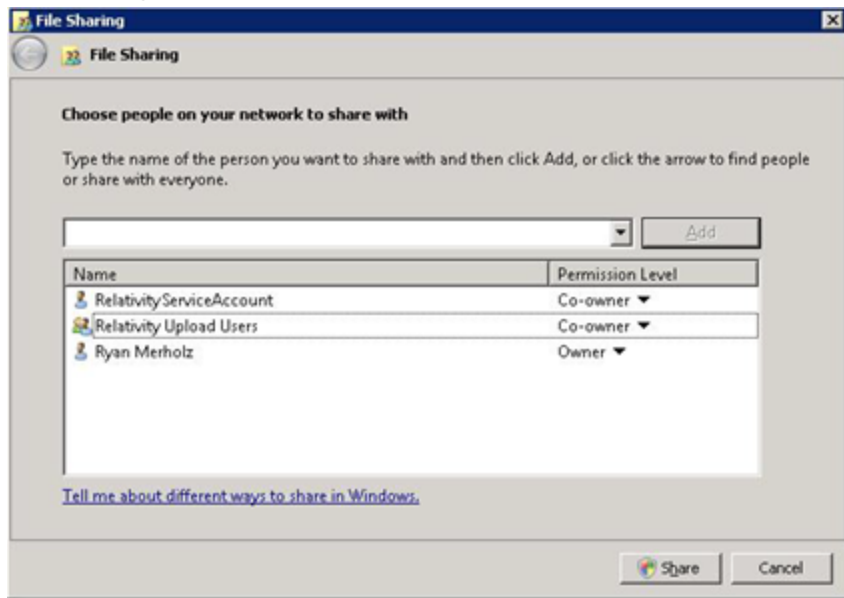 File Sharing
File Sharing
Choose people on your network to share with
Type the name of the person you want to share with and then click Add, or click the arrow to find people
or share with everyone.
Add
Name Permission Level
RelativityServiceAccount Co-owner
Relativity Upload Users Co-owner
Ryan Merholz Owner
Tell me about different ways to share in Windows.
Share Cancel